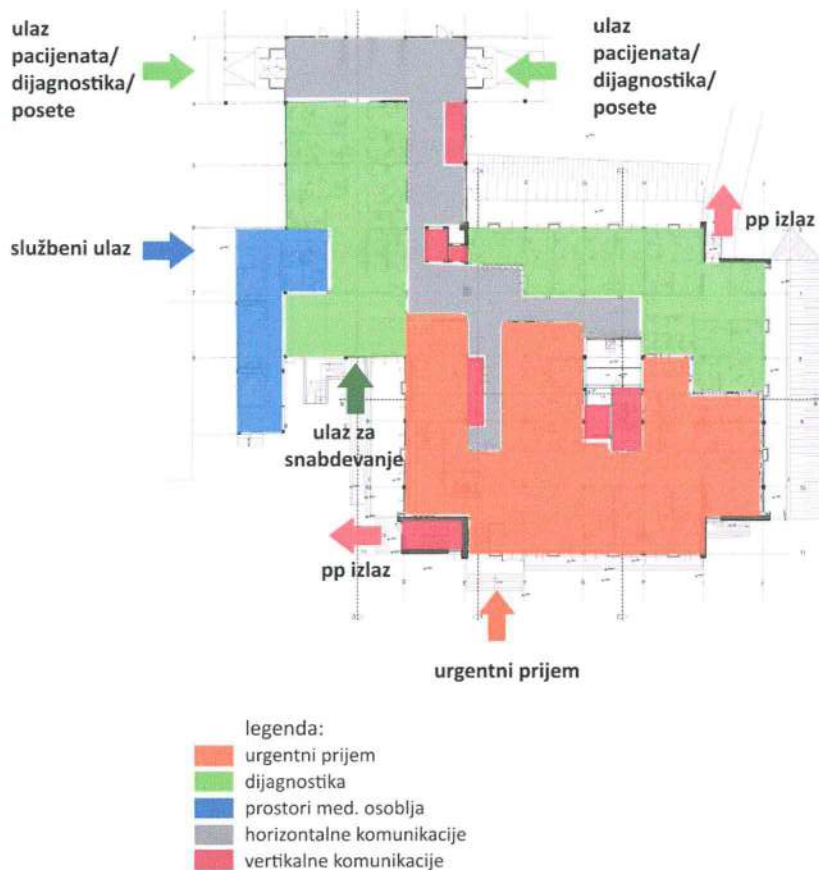 ulaz
pacijenata/
dijagnostika/
posete
ulaz
pacijenata/
dijagnostika/
posete
službeni ulaz
pp izlaz
ulaz za
snabdevanje
pp izlaz
urgentni prijem
legenda:
urgentni prijem
dijagnostika
prostori med. osoblja
horizontalne komunikacije
vertikalne komunikacije